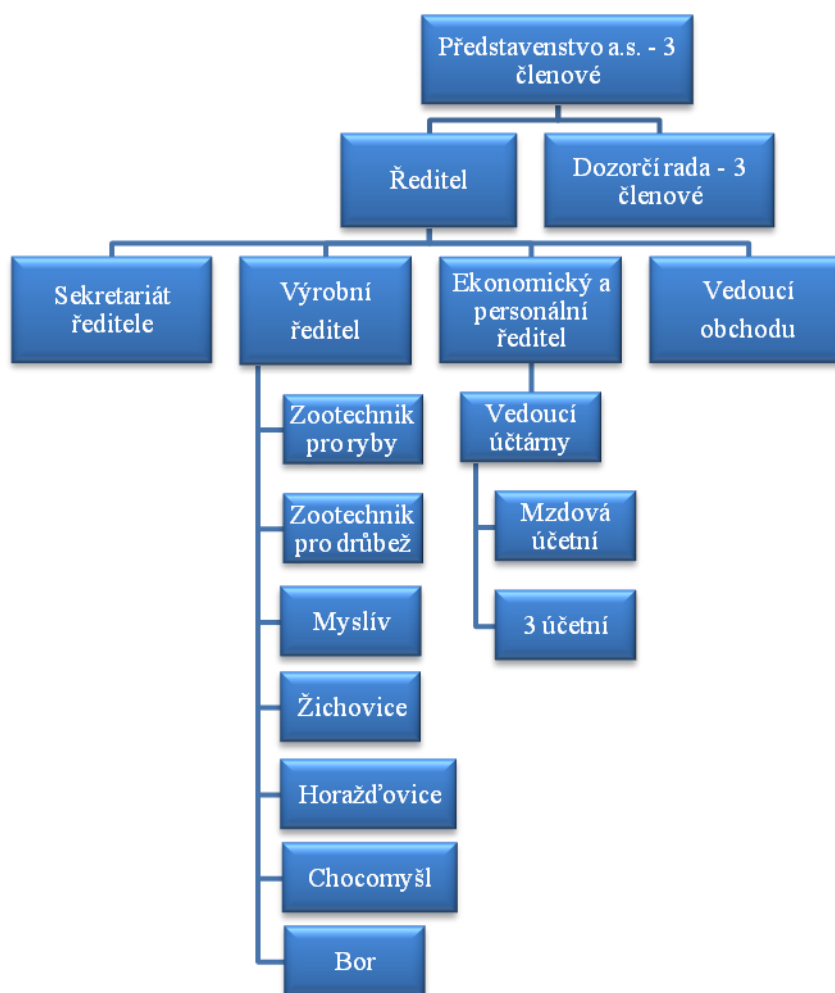 Představenstvo a.s. - 3
členové
Ředitel
Dozorčí rada - 3
členové
Sekretariát
ředitele
Výrobní
ředitel
Ekonomický a
personální
ředitel
Vedoucí
obchodu
Zootechnik
pro ryby
Zootechnik
pro drůbež
Myslív
Žichovice
Horažďovice
Chocomyšl
Bor
Vedoucí
účtárny
Mzdová
účetní
3 účetní